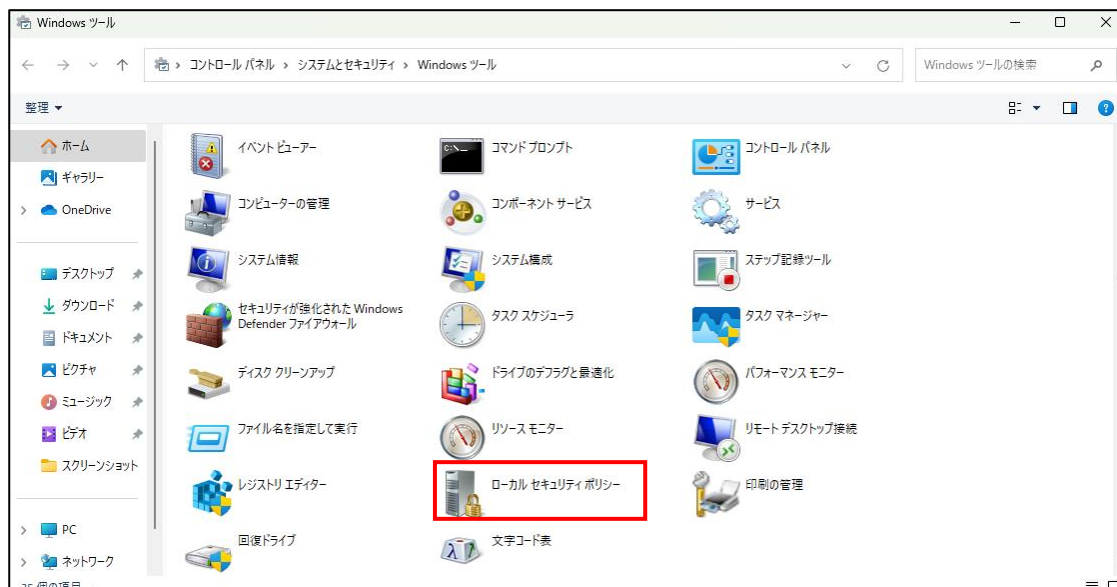 Windows ツール
コントロール パネル › システムとセキュリティ › Windows ツール
Windows ツールの検索
整理
ホーム
ギャラリー
OneDrive
デスクトップ
ダウンロード
ドキュメント
ピクチャ
ミュージック
ビデオ
スクリーンショット
PC
ネットワーク
イベント ビューアー
コマンド プロンプト
コントロール パネル
コンピューターの管理
コンポーネント サービス
サービス
システム情報
システム構成
ステップ記録ツール
セキュリティが強化された Windows
Defender ファイアウォール
タスク スケジューラ
タスク マネージャー
ディスク クリーンアップ
ドライブのデフラグと最適化
パフォーマンス モニター
ファイル名を指定して実行
リソース モニター
リモート デスクトップ接続
レジストリ エディター
ローカル セキュリティ ポリシー
印刷の管理
回復ドライブ
文字コード表